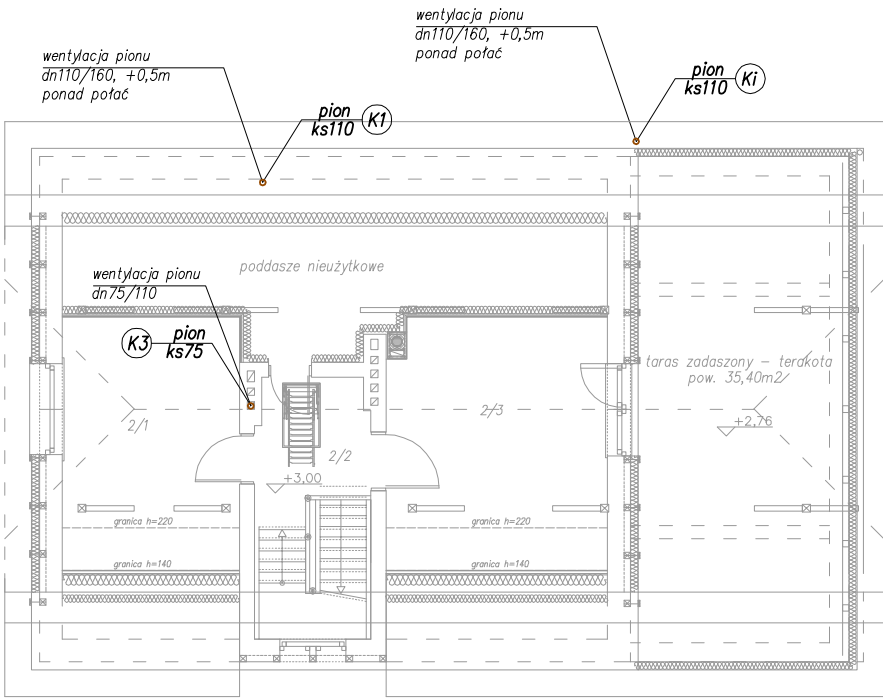 wentylacja pionu
dn110/160, +0,5m
ponad połać
wentylacja pionu
dn110/160, +0,5m
ponad połać
pion
ks110
Ki
pion
ks110
K1
poddasze nieużytkowe
wentylacja pionu
dn75/110
K3
pion
ks75
taras zadaszony – terakota
pow. 35,40m2
2/1
2/3
+2,76
2/2
+3,00
granica h=220
granica h=220
granica h=140
granica h=140